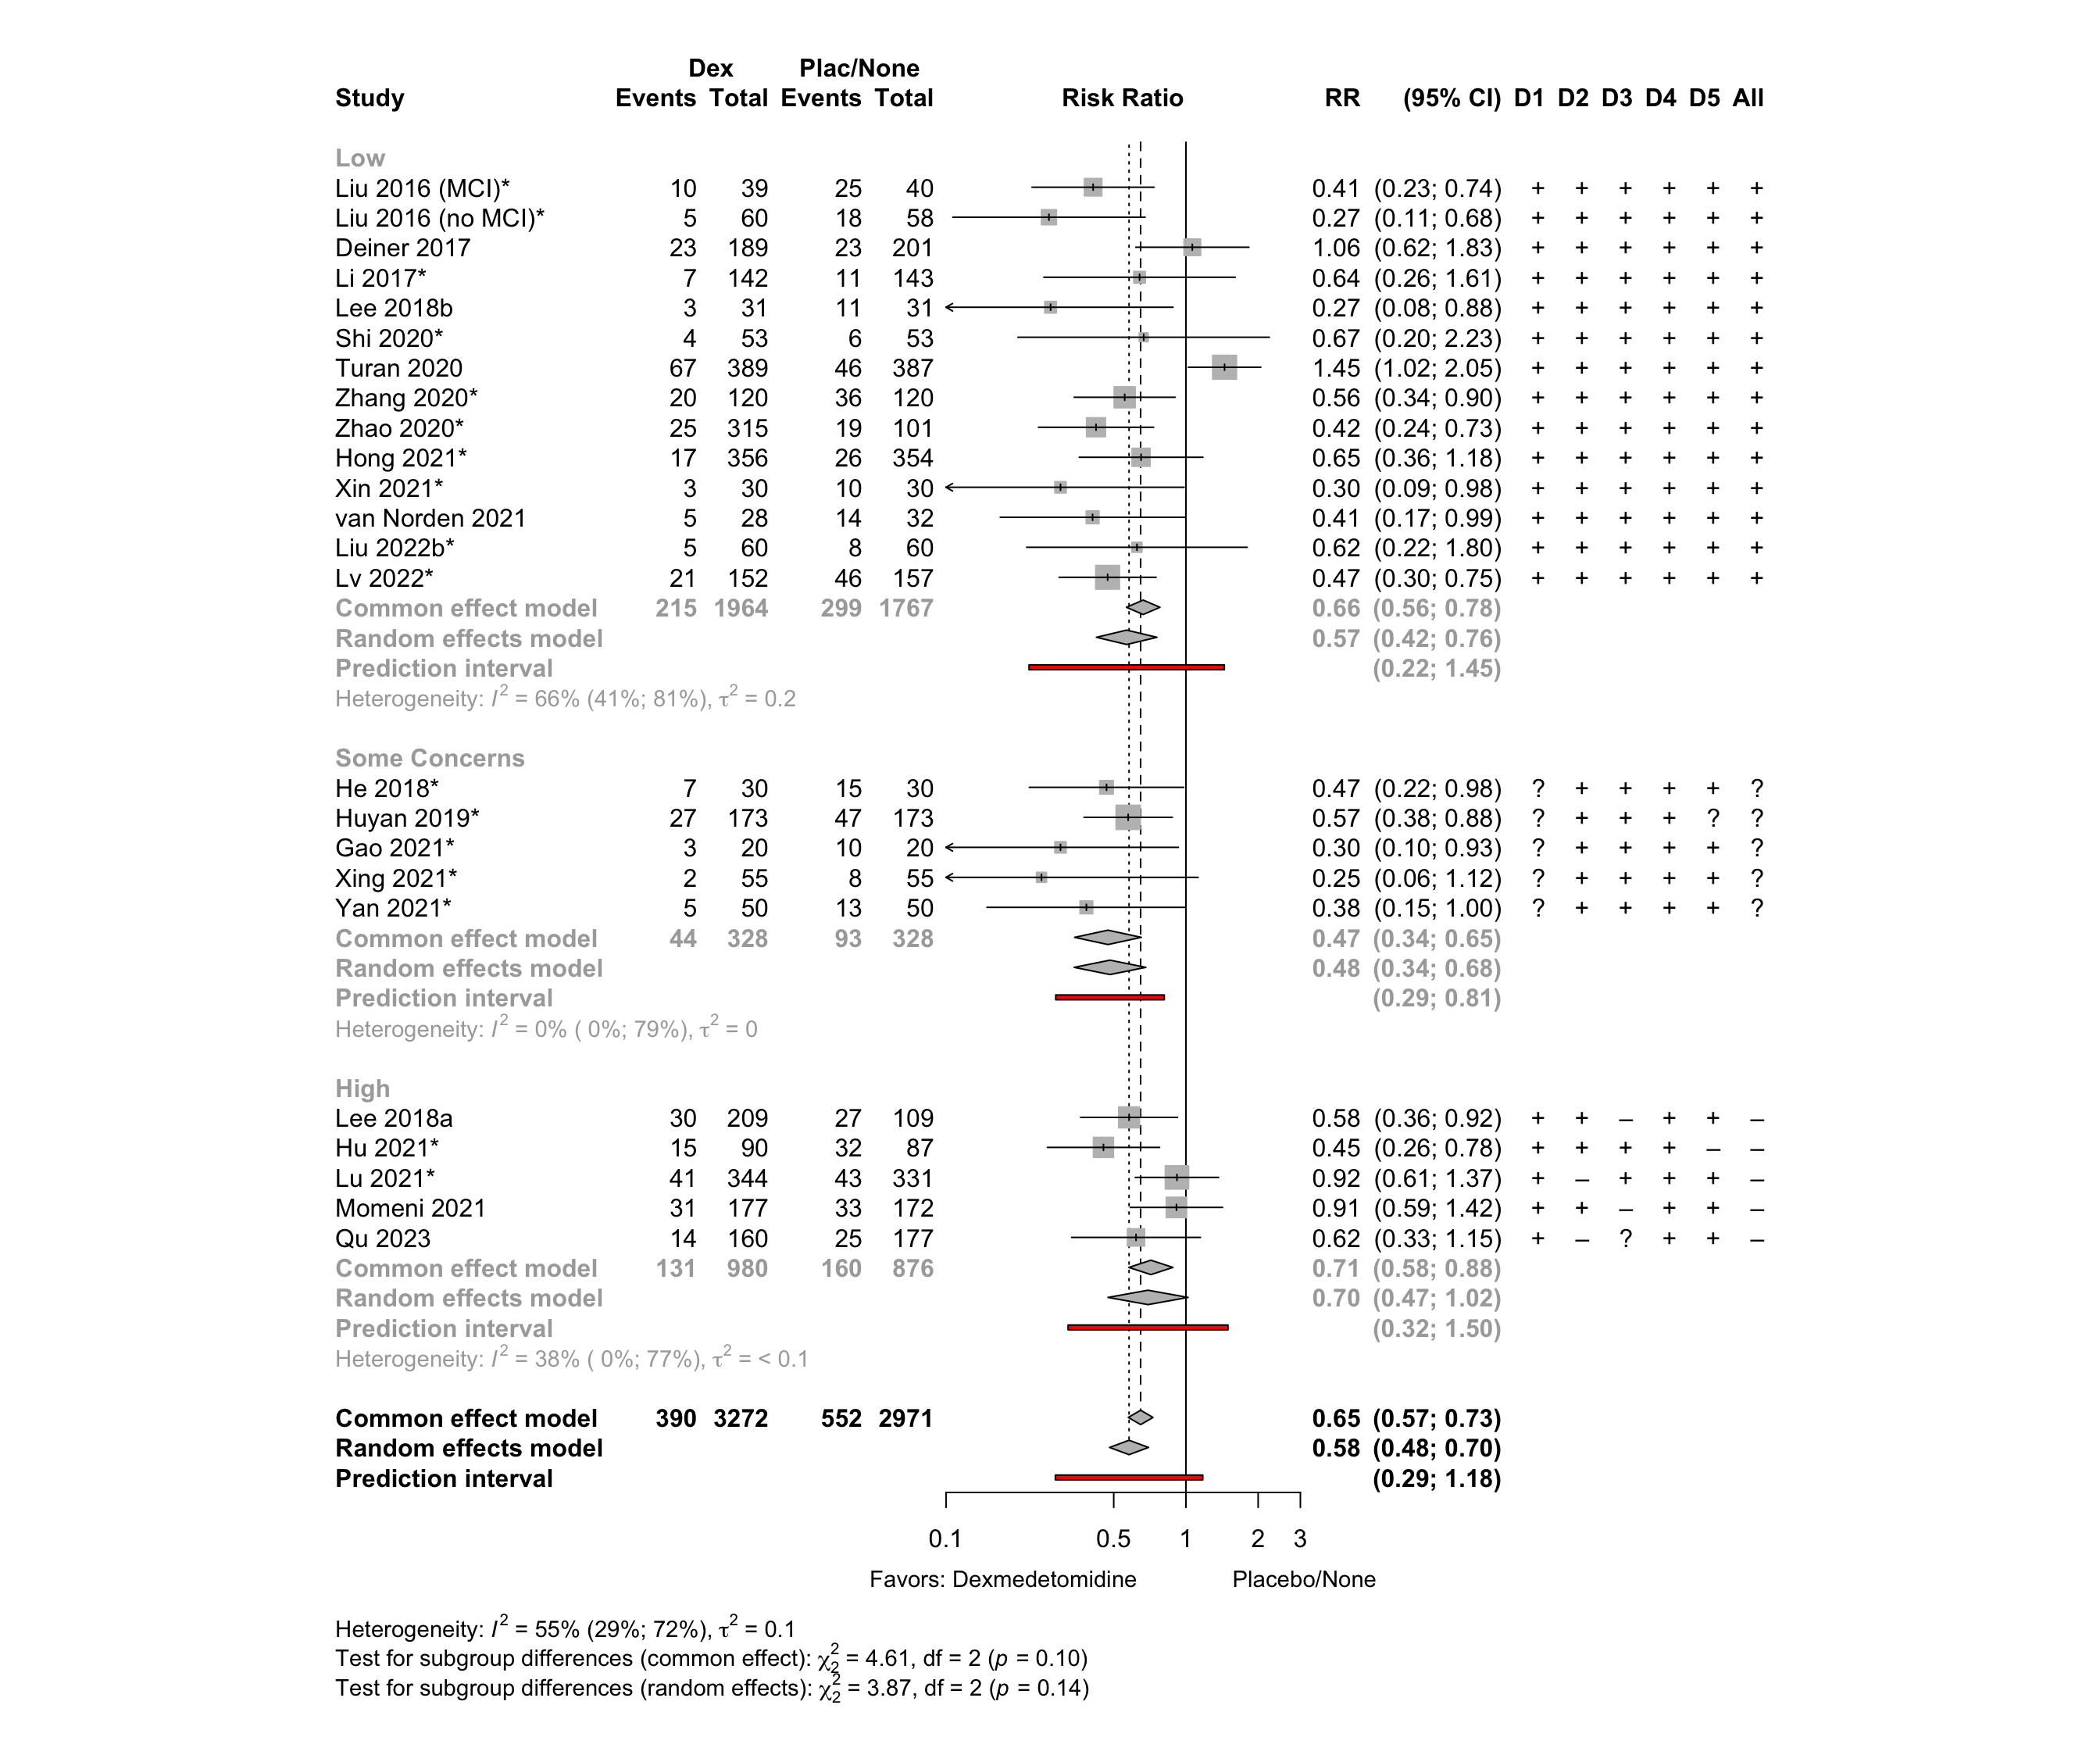 Dex Plac/None
Study Events Total Events Total Risk Ratio RR (95% CI) D1 D2 D3 D4 D5 All
Low
Liu 2016 (MCI)* 10 39 25 40 0.41 (0.23; 0.74) + + + + + +
Liu 2016 (no MCI)* 5 60 18 58 0.27 (0.11; 0.68) + + + + + +
Deiner 2017 23 189 23 201 1.06 (0.62; 1.83) + + + + + +
Li 2017* 7 142 11 143 0.64 (0.26; 1.61) + + + + + +
Lee 2018b 3 31 11 31 0.27 (0.08; 0.88) + + + + + +
Shi 2020* 4 53 6 53 0.67 (0.20; 2.23) + + + + + +
Turan 2020 67 389 46 387 1.45 (1.02; 2.05) + + + + + +
Zhang 2020* 20 120 36 120 0.56 (0.34; 0.90) + + + + + +
Zhao 2020* 25 315 19 101 0.42 (0.24; 0.73) + + + + + +
Hong 2021* 17 356 26 354 0.65 (0.36; 1.18) + + + + + +
Xin 2021* 3 30 10 30 0.30 (0.09; 0.98) + + + + + +
van Norden 2021 5 28 14 32 0.41 (0.17; 0.99) + + + + + +
Liu 2022b* 5 60 8 60 0.62 (0.22; 1.80) + + + + + +
Lv 2022* 21 152 46 157 0.47 (0.30; 0.75) + + + + + +
Common effect model 215 1964 299 1767 0.66 (0.56; 0.78)
Random effects model 0.57 (0.42; 0.76)
Prediction interval (0.22; 1.45)
Heterogeneity: I² = 66% (41%; 81%), τ² = 0.2
Some Concerns
He 2018* 7 30 15 30 0.47 (0.22; 0.98) ? + + + + ?
Huyan 2019* 27 173 47 173 0.57 (0.38; 0.88) ? + + + ? ?
Gao 2021* 3 20 10 20 0.30 (0.10; 0.93) ? + + + + ?
Xing 2021* 2 55 8 55 0.25 (0.06; 1.12) ? + + + + ?
Yan 2021* 5 50 13 50 0.38 (0.15; 1.00) ? + + + + ?
Common effect model 44 328 93 328 0.47 (0.34; 0.65)
Random effects model 0.48 (0.34; 0.68)
Prediction interval (0.29; 0.81)
Heterogeneity: I² = 0% ( 0%; 79%), τ² = 0
High
Lee 2018a 30 209 27 109 0.58 (0.36; 0.92) + + – + + –
Hu 2021* 15 90 32 87 0.45 (0.26; 0.78) + + + + – –
Lu 2021* 41 344 43 331 0.92 (0.61; 1.37) + – + + + –
Momeni 2021 31 177 33 172 0.91 (0.59; 1.42) + + – + + –
Qu 2023 14 160 25 177 0.62 (0.33; 1.15) + – ? + + –
Common effect model 131 980 160 876 0.71 (0.58; 0.88)
Random effects model 0.70 (0.47; 1.02)
Prediction interval (0.32; 1.50)
Heterogeneity: I² = 38% ( 0%; 77%), τ² = < 0.1
Common effect model 390 3272 552 2971 0.65 (0.57; 0.73)
Random effects model 0.58 (0.48; 0.70)
Prediction interval (0.29; 1.18)
0.1 0.5 1 2 3
Favors: Dexmedetomidine Placebo/None
Heterogeneity: I² = 55% (29%; 72%), τ² = 0.1
Test for subgroup differences (common effect): χ²₂ = 4.61, df = 2 (p = 0.10)
Test for subgroup differences (random effects): χ²₂ = 3.87, df = 2 (p = 0.14)